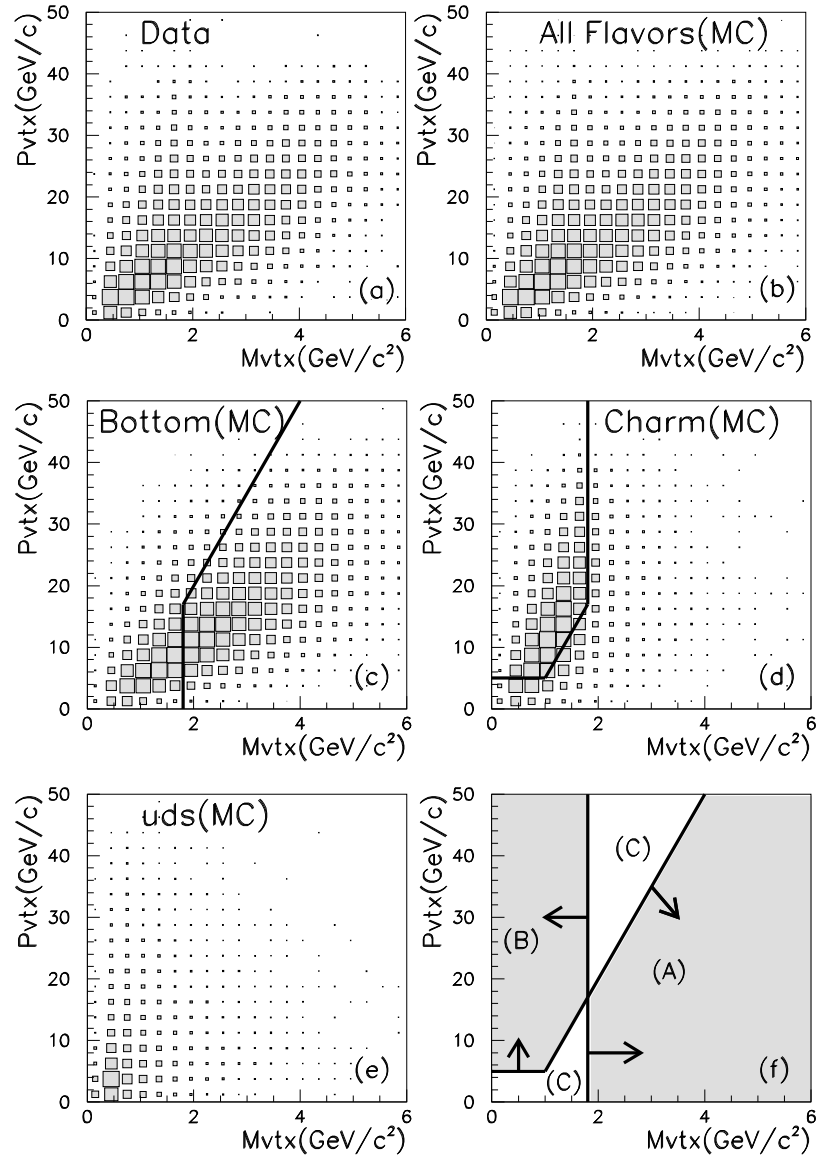 Data
Pvtx(GeV/c)
50
40
30
20
10
0
(a)
0 2 4 6
Mvtx(GeV/c²)
All Flavors(MC)
Pvtx(GeV/c)
50
40
30
20
10
0
(b)
0 2 4 6
Mvtx(GeV/c²)
Bottom(MC)
Pvtx(GeV/c)
50
40
30
20
10
0
(c)
0 2 4 6
Mvtx(GeV/c²)
Charm(MC)
Pvtx(GeV/c)
50
40
30
20
10
0
(d)
0 2 4 6
Mvtx(GeV/c²)
uds(MC)
Pvtx(GeV/c)
50
40
30
20
10
0
(e)
0 2 4 6
Mvtx(GeV/c²)
Pvtx(GeV/c)
50
40
30
20
10
0
(C)
(B)
(A)
(C)
(f)
0 2 4 6
Mvtx(GeV/c²)